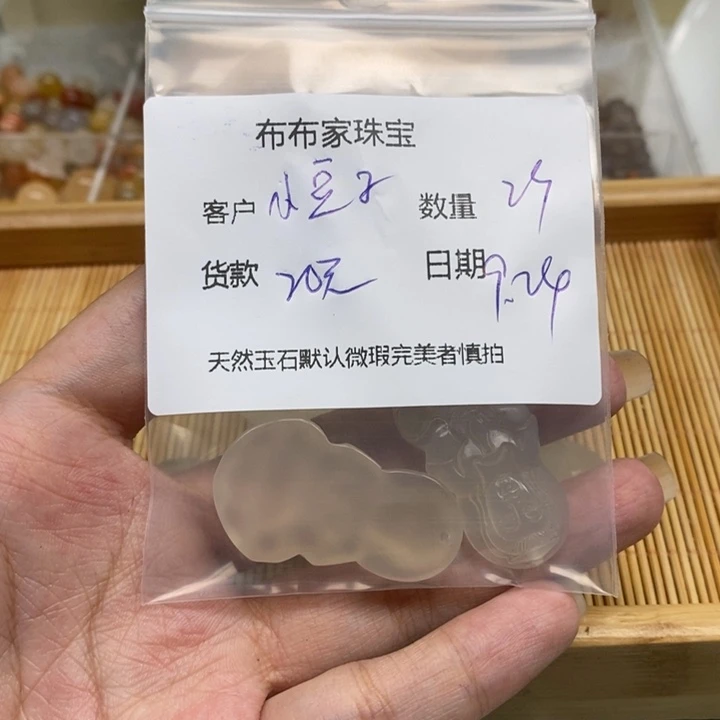 布布家珠宝
客户 小豆子 数量 2个
货款 20元 日期 9.24
天然玉石默认微瑕完美者慎拍